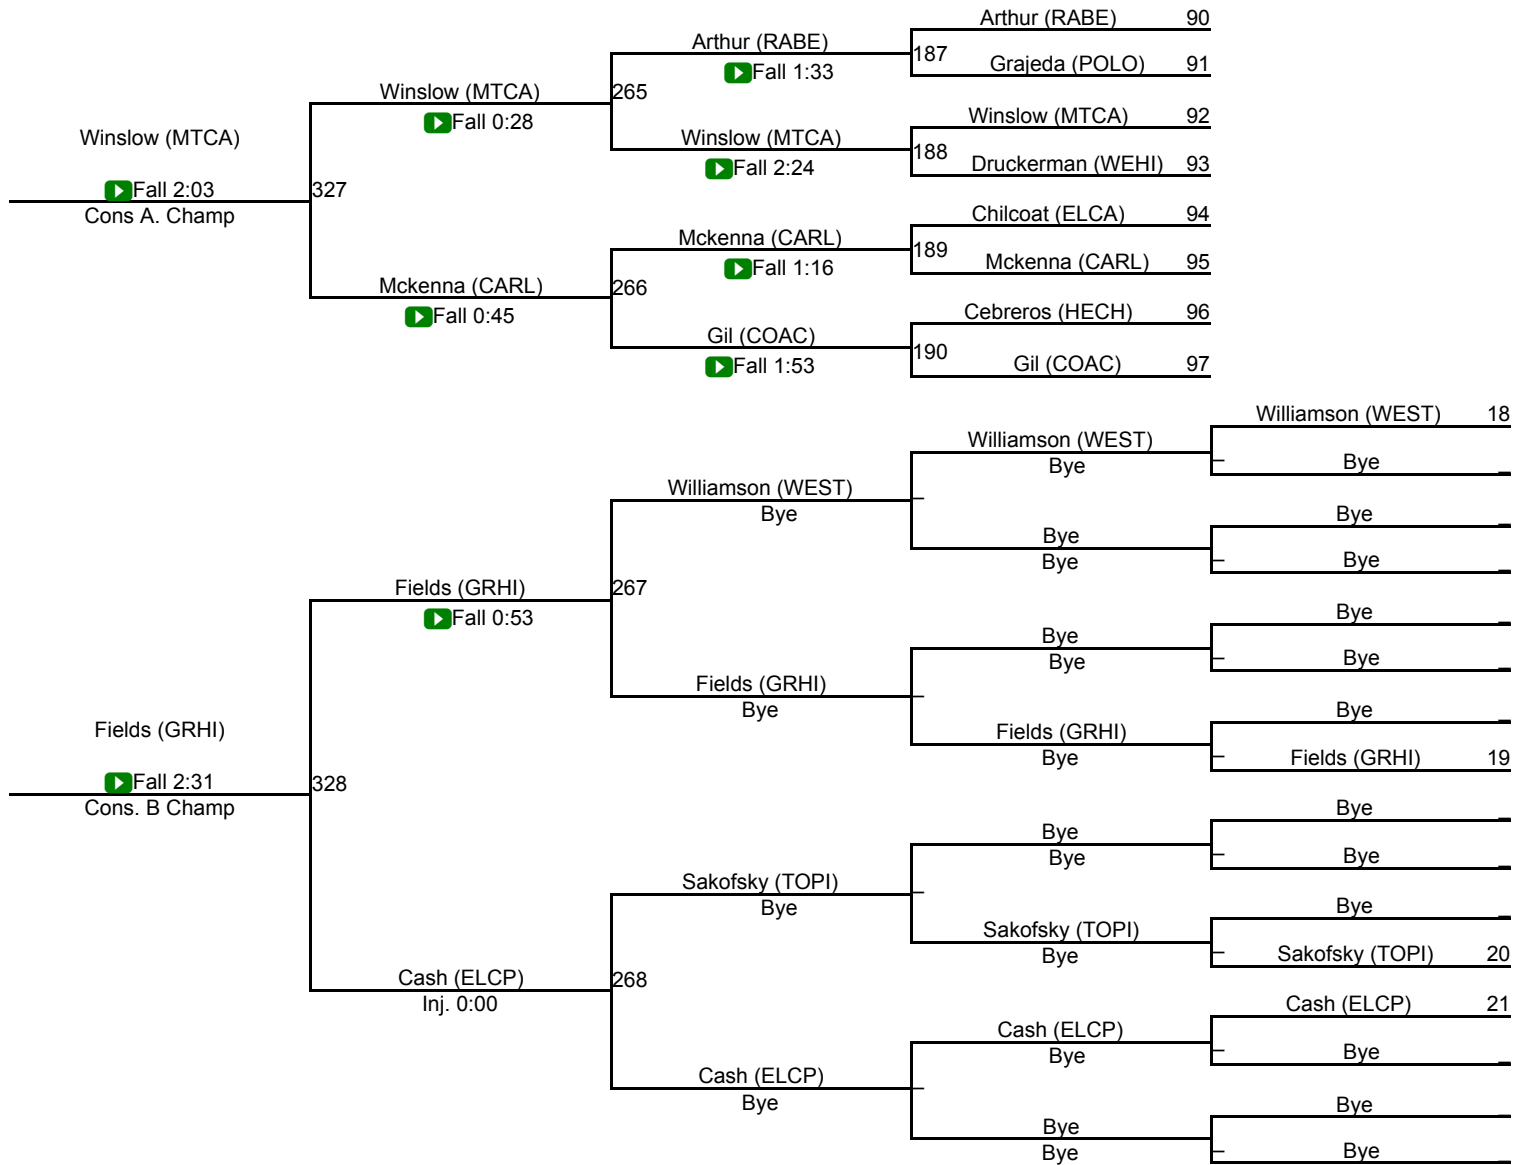 Arthur (RABE) 90
Arthur (RABE)
187
Grajeda (POLO) 91
Fall 1:33
Winslow (MTCA)
265
Fall 0:28
Winslow (MTCA) 92
Winslow (MTCA)
Winslow (MTCA)
188
Druckerman (WEHI) 93
Fall 2:24
Fall 2:03
327
Cons A. Champ
Chilcoat (ELCA) 94
Mckenna (CARL)
189
Mckenna (CARL) 95
Fall 1:16
Mckenna (CARL)
266
Fall 0:45
Cebreros (HECH) 96
Gil (COAC)
190
Gil (COAC) 97
Fall 1:53
Williamson (WEST) 18
Williamson (WEST)
Bye
Bye _
Williamson (WEST)
Bye
Bye _
Bye
Bye
Bye _
Fields (GRHI)
267
Fall 0:53
Bye _
Bye
Bye
Bye _
Fields (GRHI)
Bye
Bye _
Fields (GRHI)
Fields (GRHI)
Bye
Fields (GRHI) 19
Fall 2:31
328
Cons. B Champ
Bye _
Bye
Bye
Bye _
Sakofsky (TOPI)
Bye
Bye _
Sakofsky (TOPI)
Bye
Sakofsky (TOPI) 20
Cash (ELCP)
268
Inj. 0:00
Cash (ELCP) 21
Cash (ELCP)
Bye
Bye _
Cash (ELCP)
Bye
Bye _
Bye
Bye
Bye _